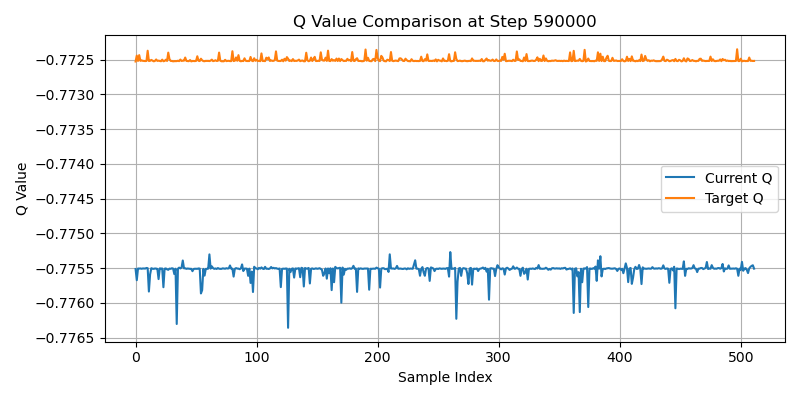 Q Value Comparison at Step 590000
Q Value
−0.7725
−0.7730
−0.7735
−0.7740
−0.7745
−0.7750
−0.7755
−0.7760
−0.7765
Current Q
Target Q
0 100 200 300 400 500
Sample Index